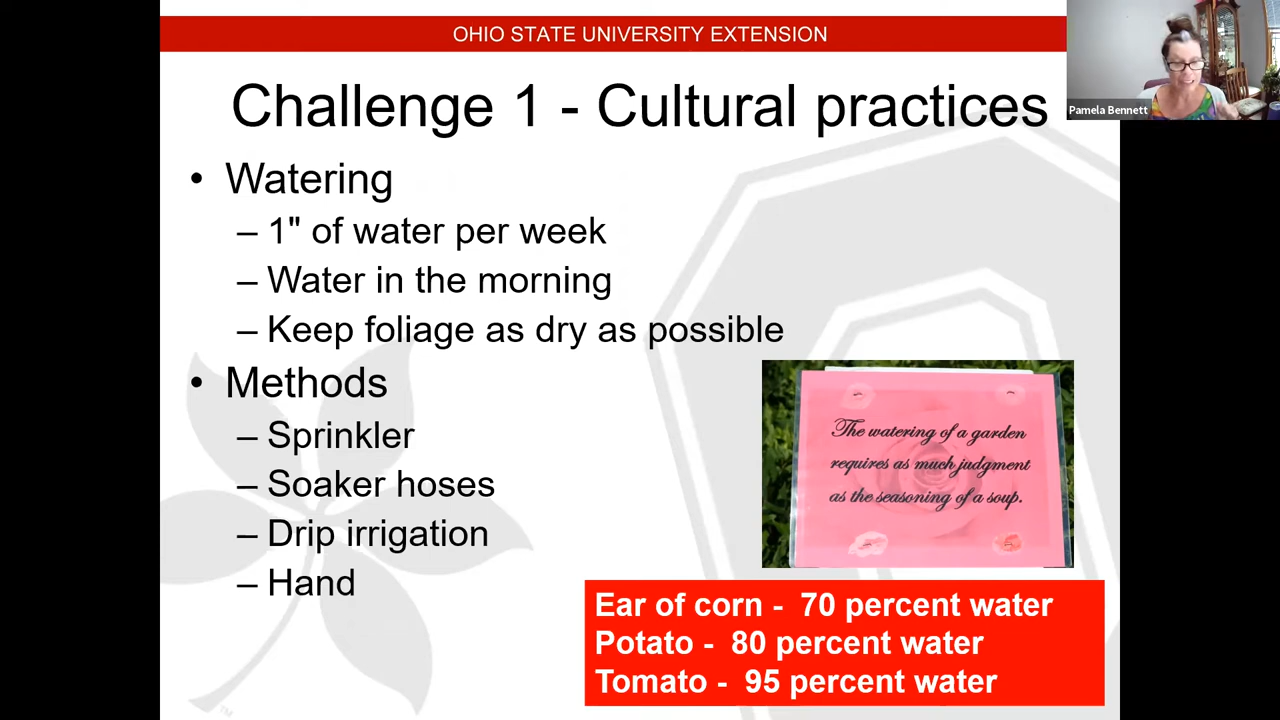 OHIO STATE UNIVERSITY EXTENSION
Challenge 1 - Cultural practices
Pamela Bennett
• Watering
– 1" of water per week
– Water in the morning
– Keep foliage as dry as possible
• Methods
– Sprinkler
– Soaker hoses
– Drip irrigation
– Hand
The watering of a garden
requires as much judgment
as the seasoning of a soup.
Ear of corn - 70 percent water
Potato - 80 percent water
Tomato - 95 percent water
TM